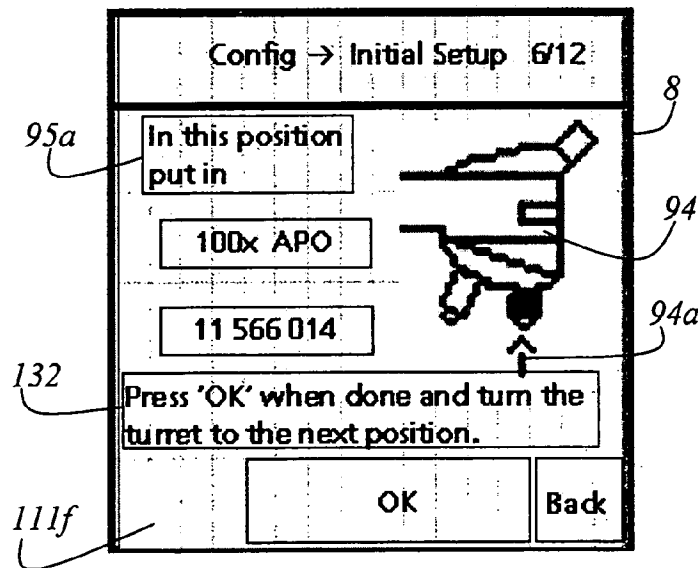 Config → Initial Setup 6/12
8
95a
In this position
put in
94
100x APO
11 566 014
94a
132
Press 'OK' when done and turn the
turret to the next position.
OK
Back
111f